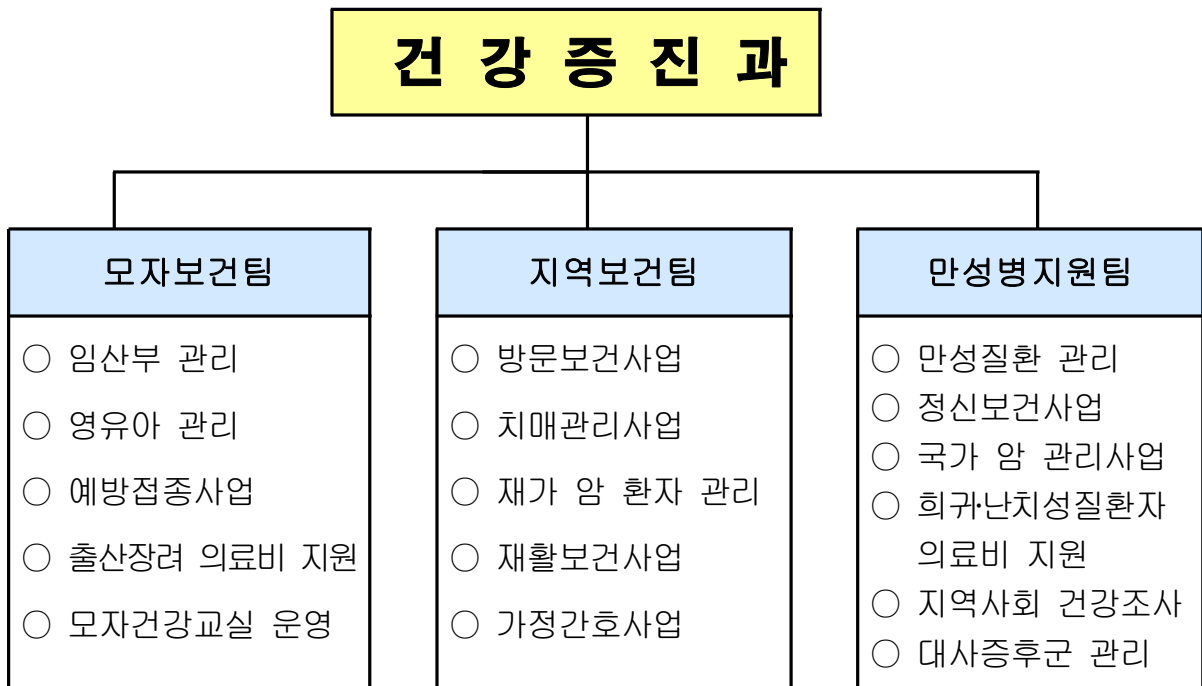 건 강 증 진 과
모자보건팀
○ 임산부 관리
○ 영유아 관리
○ 예방접종사업
○ 출산장려 의료비 지원
○ 모자건강교실 운영
지역보건팀
○ 방문보건사업
○ 치매관리사업
○ 재가 암 환자 관리
○ 재활보건사업
○ 가정간호사업
만성병지원팀
○ 만성질환 관리
○ 정신보건사업
○ 국가 암 관리사업
○ 희귀·난치성질환자
의료비 지원
○ 지역사회 건강조사
○ 대사증후군 관리